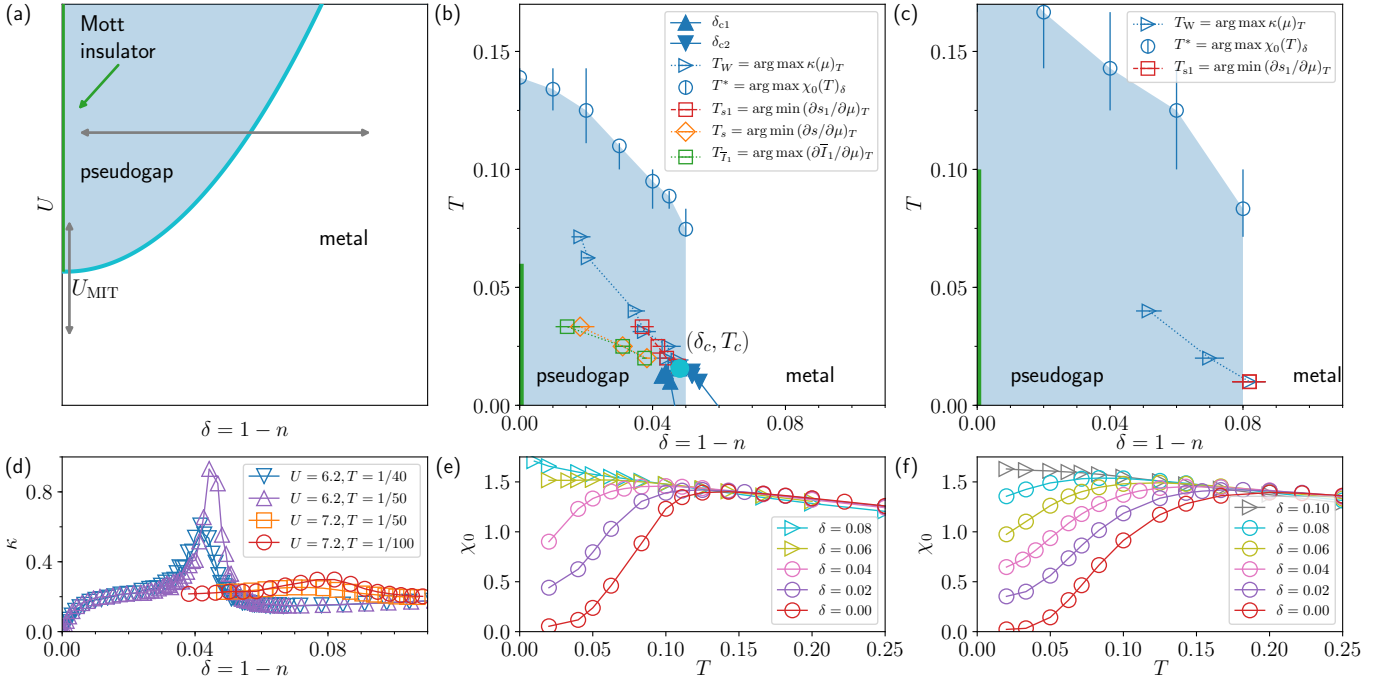 (a)
Mott
insulator
pseudogap
metal
U
U_MIT
δ = 1 − n
(b)
δ_c1
δ_c2
T_W = arg max κ(μ)_T
T* = arg max χ_0(T)_δ
T_s1 = arg min (∂s_1/∂μ)_T
T_s = arg min (∂s/∂μ)_T
T_Ī_1 = arg max (∂Ī_1/∂μ)_T
0.15
0.10
0.05
0.00
T
(δ_c, T_c)
pseudogap
metal
0.00
0.04
0.08
δ = 1 − n
(c)
T_W = arg max κ(μ)_T
T* = arg max χ_0(T)_δ
T_s1 = arg min (∂s_1/∂μ)_T
0.15
0.10
0.05
0.00
T
pseudogap
metal
0.00
0.04
0.08
δ = 1 − n
(d)
U = 6.2, T = 1/40
U = 6.2, T = 1/50
U = 7.2, T = 1/50
U = 7.2, T = 1/100
0.8
0.4
0.0
κ
0.00
0.02
0.04
0.06
0.08
0.10
δ = 1 − n
(e)
1.5
1.0
0.5
0.0
χ_0
δ = 0.08
δ = 0.06
δ = 0.04
δ = 0.02
δ = 0.00
0.00
0.05
0.10
0.15
0.20
0.25
T
(f)
1.5
1.0
0.5
0.0
χ_0
δ = 0.10
δ = 0.08
δ = 0.06
δ = 0.04
δ = 0.02
δ = 0.00
0.00
0.05
0.10
0.15
0.20
0.25
T